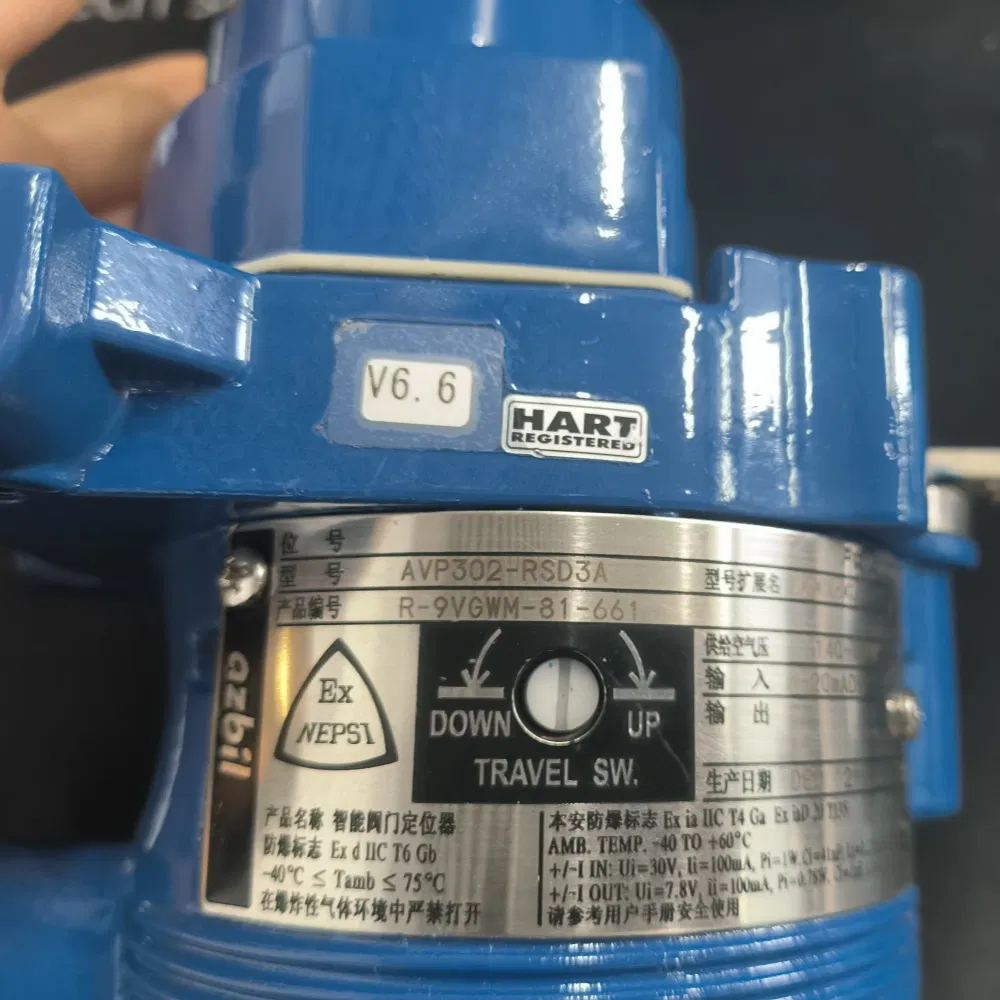 V6.6
HART
REGISTERED
位 号
型 号 AVP302-RSD3A
型号扩展名
产品编号 R-9VGWM-81-661
供给空气压 140-
输 入 -20mAD
输 出
生产日期
azbil
Ex
NEPSI
DOWN UP
TRAVEL SW.
产品名称 智能阀门定位器
防爆标志 Ex d IIC T6 Gb
-40°C ≤ Tamb ≤ 75°C
在爆炸性气体环境中严禁打开
本安防爆标志 Ex ia IIC T4 Ga Ex iaD 20 T135
AMB. TEMP. -40 TO +60°C
+/-I IN: Ui=30V, Ii=100mA, Pi=1W,
+/-I OUT: Ui=7.8V, ii=100mA,
请参考用户手册安全使用